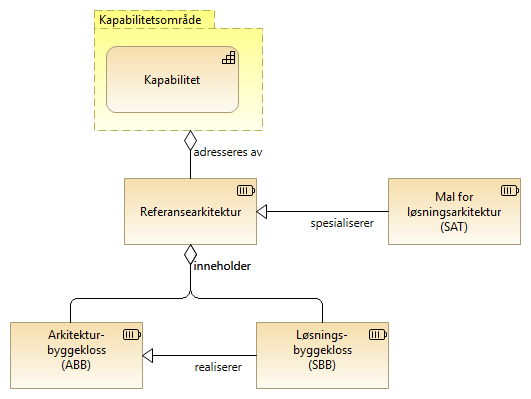 Kapabilitetsområde
Kapabilitet
adresseres av
Referansearkitektur
Mal for
løsningsarkitektur
(SAT)
spesialiserer
inneholder
Arkitektur-
byggekloss
(ABB)
Løsnings-
byggekloss
(SBB)
realiserer